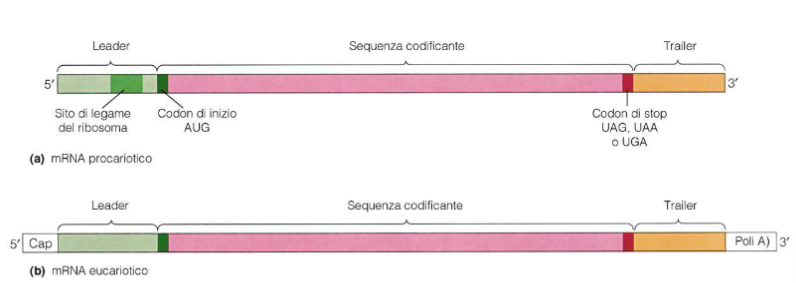 Leader Sequenza codificante Trailer
5′ 3′
Sito di legame
del ribosoma
Codon di inizio
AUG
Codon di stop
UAG, UAA
o UGA
(a) mRNA procariotico
Leader Sequenza codificante Trailer
5′ Cap Poli A) 3′
(b) mRNA eucariotico